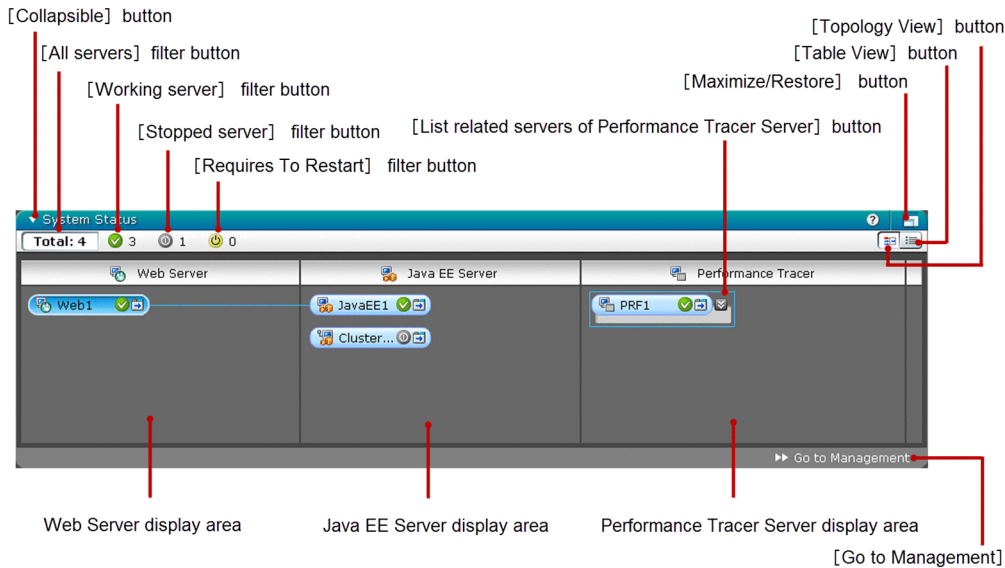 [Collapsible] button
[Topology View] button
[All servers] filter button
[Table View] button
[Working server] filter button
[Maximize/Restore] button
[Stopped server] filter button
[List related servers of Performance Tracer Server] button
[Requires To Restart] filter button
System Status
?
Total: 4
3
1
0
Web Server
Java EE Server
Performance Tracer
Web1
JavaEE1
PRF1
Cluster...
Go to Management
Web Server display area
Java EE Server display area
Performance Tracer Server display area
[Go to Management]